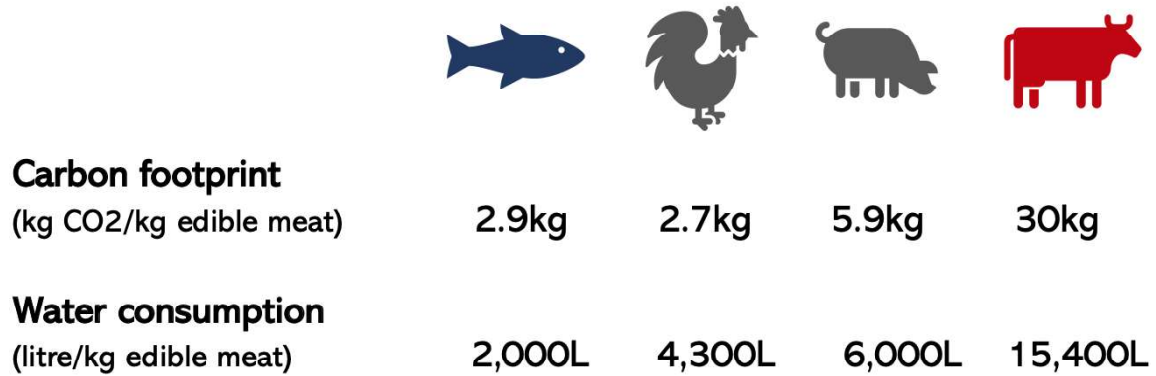 Carbon footprint
(kg CO2/kg edible meat) 2.9kg 2.7kg 5.9kg 30kg
Water consumption
(litre/kg edible meat) 2,000L 4,300L 6,000L 15,400L